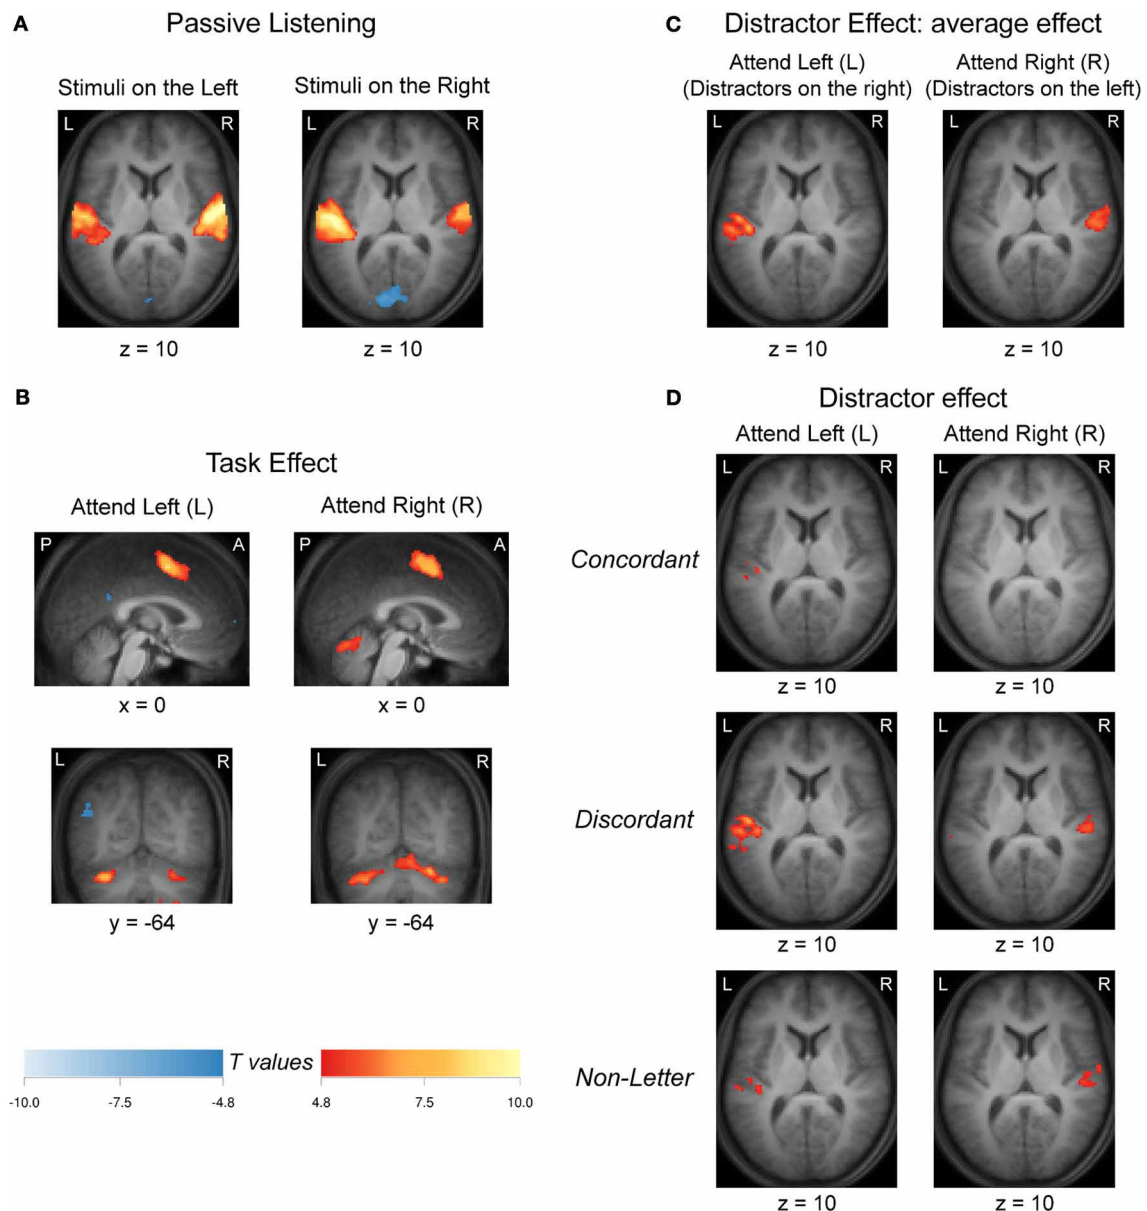 A
Passive Listening
Stimuli on the Left
Stimuli on the Right
L R
L R
z = 10
z = 10
B
Task Effect
Attend Left (L)
Attend Right (R)
P A
P A
x = 0
x = 0
L R
L R
y = -64
y = -64
T values
-10.0 -7.5 -4.8
4.8 7.5 10.0
C
Distractor Effect: average effect
Attend Left (L)
(Distractors on the right)
Attend Right (R)
(Distractors on the left)
L R
L R
z = 10
z = 10
D
Distractor effect
Attend Left (L)
Attend Right (R)
Concordant
L R
L R
z = 10
z = 10
Discordant
L R
L R
z = 10
z = 10
Non-Letter
L R
L R
z = 10
z = 10